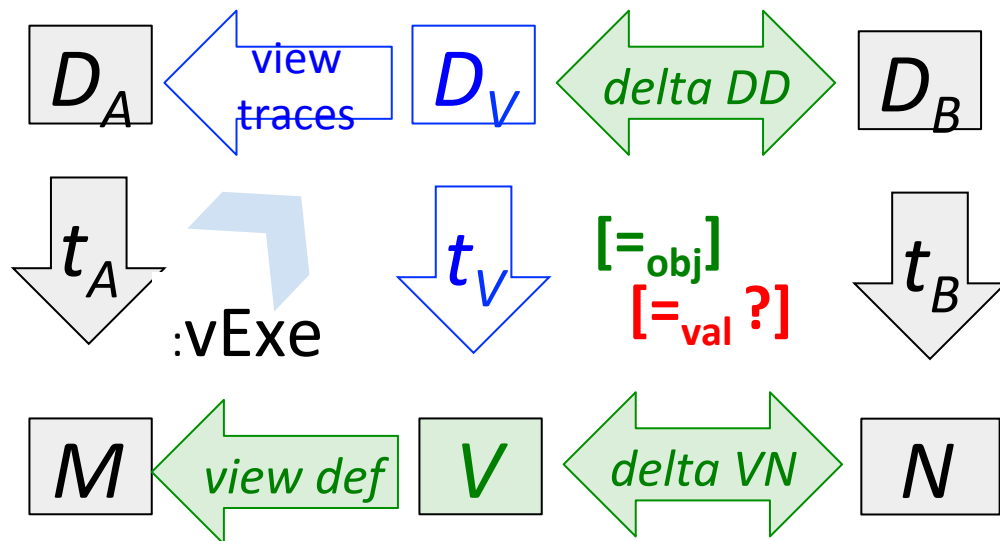 D_A
view
traces
D_V
delta DD
D_B
t_A
t_V
[=obj]
[=val ?]
t_B
:vExe
M
view def
V
delta VN
N